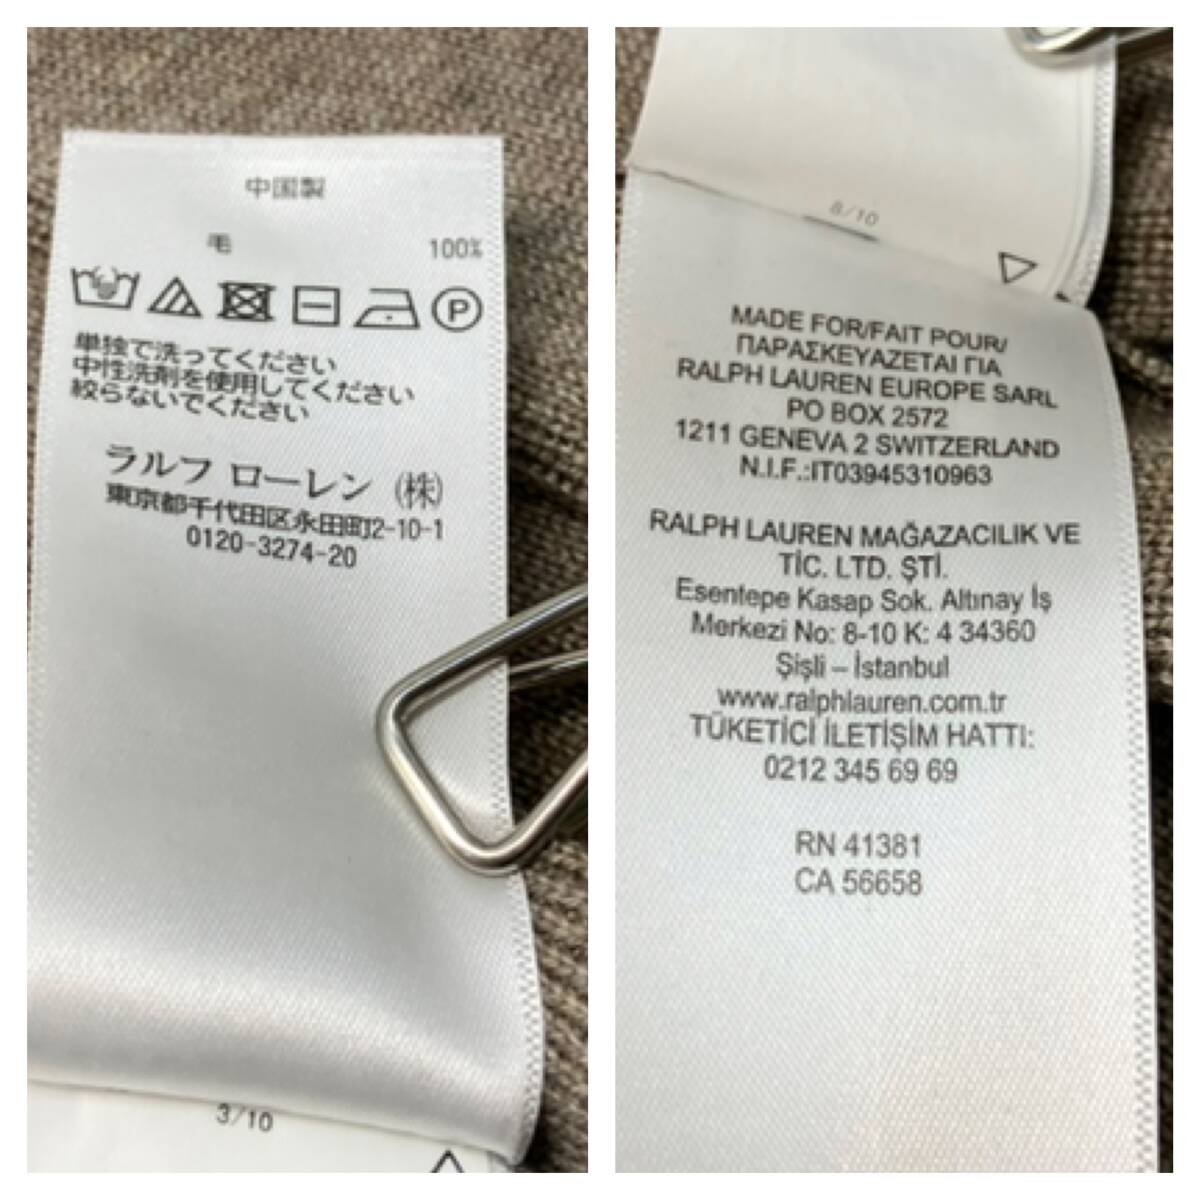 中国製
毛 100%
P
単独で洗ってください
中性洗剤を使用してください
絞らないでください
ラルフ ローレン (株)
東京都千代田区永田町2-10-1
0120-3274-20
3/10
8/10
MADE FOR/FAIT POUR/
ΠΑΡΑΣΚΕΥΑΖΕΤΑΙ ΓΙΑ
RALPH LAUREN EUROPE SARL
PO BOX 2572
1211 GENEVA 2 SWITZERLAND
N.I.F.:IT03945310963
RALPH LAUREN MAĞAZACILIK VE
TİC. LTD. ŞTİ.
Esentepe Kasap Sok. Altınay İş
Merkezi No: 8-10 K: 4 34360
Şişli – İstanbul
www.ralphlauren.com.tr
TÜKETİCİ İLETİŞİM HATTI:
0212 345 69 69
RN 41381
CA 56658